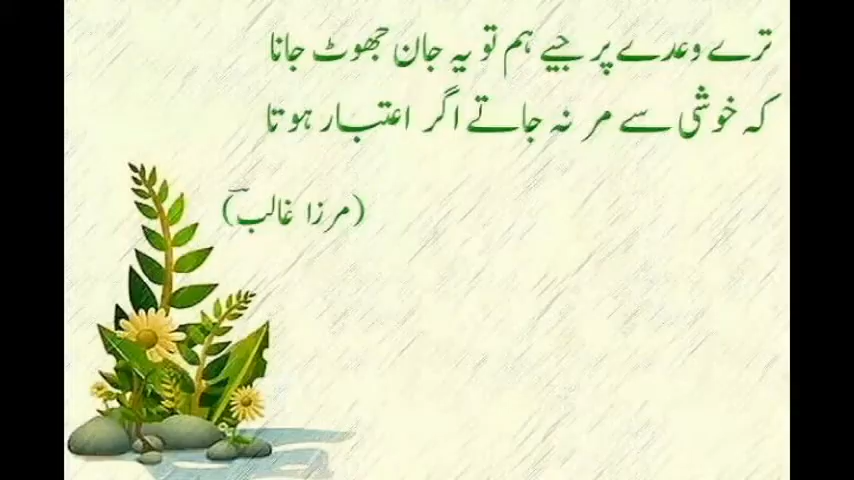 ترے وعدے پر جیے ہم تو یہ جان جھوٹ جانا
کہ خوشی سے مر نہ جاتے اگر اعتبار ہوتا
(مرزا غالبؔ)